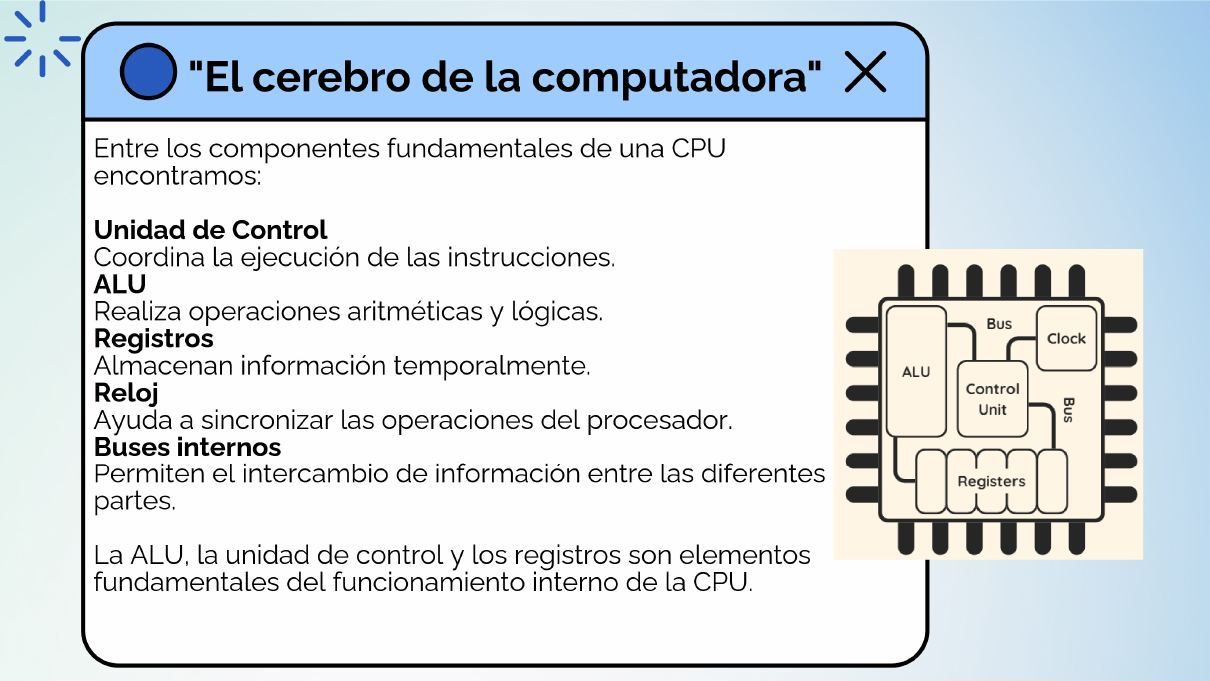 "El cerebro de la computadora"
Entre los componentes fundamentales de una CPU
encontramos:
Unidad de Control
Coordina la ejecución de las instrucciones.
ALU
Realiza operaciones aritméticas y lógicas.
Registros
Almacenan información temporalmente.
Reloj
Ayuda a sincronizar las operaciones del procesador.
Buses internos
Permiten el intercambio de información entre las diferentes
partes.
La ALU, la unidad de control y los registros son elementos
fundamentales del funcionamiento interno de la CPU.
Bus
Clock
ALU
Control
Unit
Bus
Registers